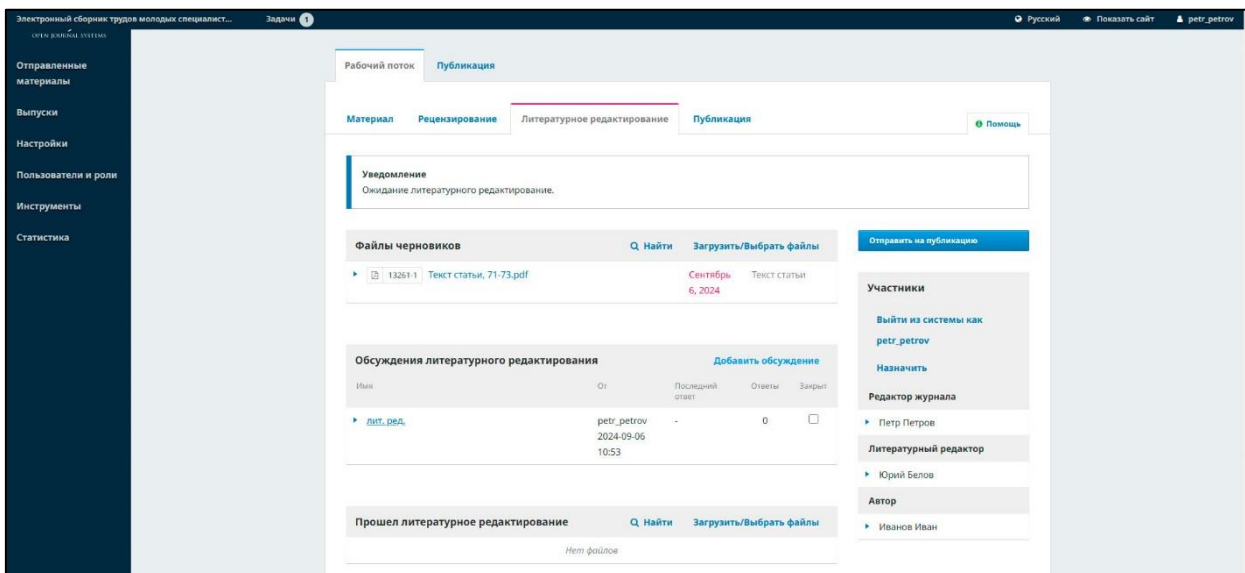 Электронный сборник трудов молодых специалист... Задачи 1 Русский Показать сайт petr_petrov
OPEN JOURNAL SYSTEMS
Отправленные
материалы
Выпуски
Настройки
Пользователи и роли
Инструменты
Статистика
Рабочий поток Публикация
Материал Рецензирование Литературное редактирование Публикация Помощь
Уведомление
Ожидание литературного редактирование.
Файлы черновиков Найти Загрузить/Выбрать файлы
13261-1 Текст статьи, 71-73.pdf Сентябрь Текст статьи
6, 2024
Обсуждения литературного редактирования Добавить обсуждение
Имя От Последний Ответы Закрыт
ответ
лит. ред. petr_petrov - 0
2024-09-06
10:53
Прошел литературное редактирование Найти Загрузить/Выбрать файлы
Нет файлов
Отправить на публикацию
Участники
Выйти из системы как
petr_petrov
Назначить
Редактор журнала
Петр Петров
Литературный редактор
Юрий Белов
Автор
Иванов Иван